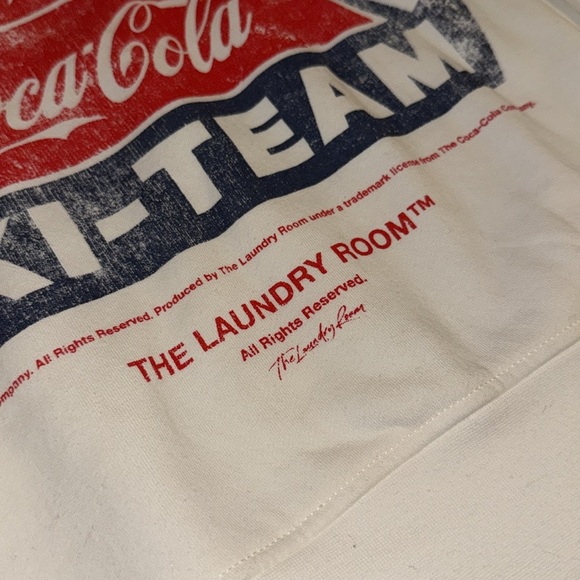 Coca-Cola
KI-TEAM
ompany. All Rights Reserved. Produced by The Laundry Room under a trademark license from The Coca-Cola Company.
THE LAUNDRY ROOM™
All Rights Reserved.
The Laundry Room